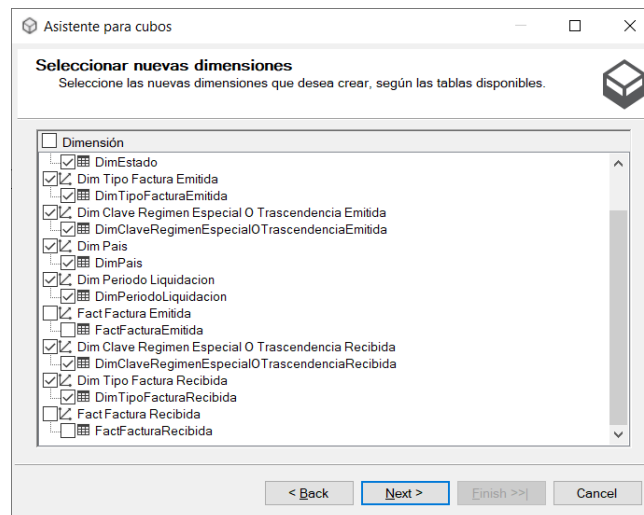 Asistente para cubos
Seleccionar nuevas dimensiones
Seleccione las nuevas dimensiones que desea crear, según las tablas disponibles.
Dimensión
DimEstado
Dim Tipo Factura Emitida
DimTipoFacturaEmitida
Dim Clave Regimen Especial O Trascendencia Emitida
DimClaveRegimenEspecialOTrascendenciaEmitida
Dim Pais
DimPais
Dim Periodo Liquidacion
DimPeriodoLiquidacion
Fact Factura Emitida
FactFacturaEmitida
Dim Clave Regimen Especial O Trascendencia Recibida
DimClaveRegimenEspecialOTrascendenciaRecibida
Dim Tipo Factura Recibida
DimTipoFacturaRecibida
Fact Factura Recibida
FactFacturaRecibida
< Back Next > Finish >>| Cancel